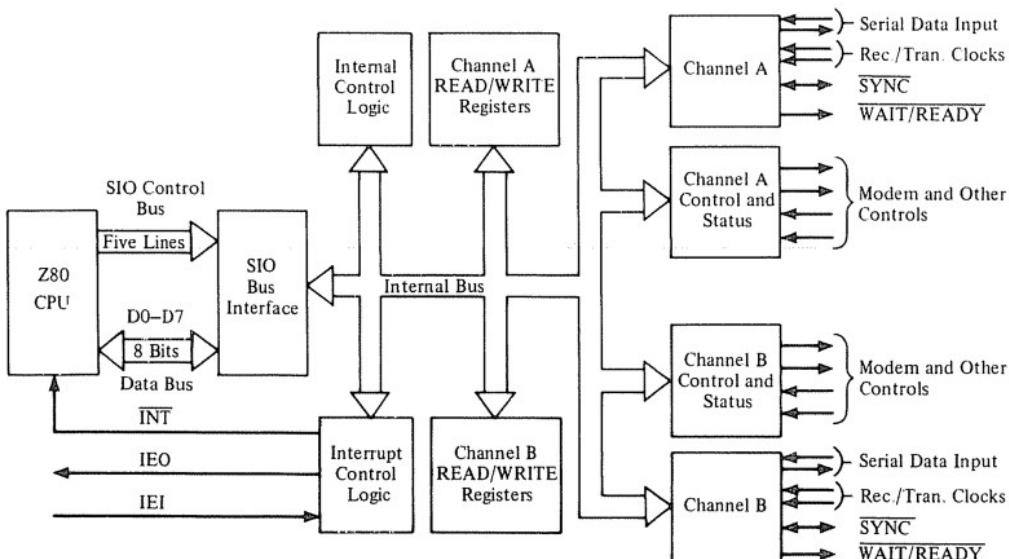 Internal
Control
Logic
Channel A
READ/WRITE
Registers
Channel A
Serial Data Input
Rec./Tran. Clocks
SYNC
WAIT/READY
SIO Control
Bus
Five Lines
Z80
CPU
SIO
Bus
Interface
D0–D7
8 Bits
Data Bus
Internal Bus
Channel A
Control and
Status
Modem and Other
Controls
Channel B
Control and
Status
Modem and Other
Controls
INT
IEO
IEI
Interrupt
Control
Logic
Channel B
READ/WRITE
Registers
Channel B
Serial Data Input
Rec./Tran. Clocks
SYNC
WAIT/READY